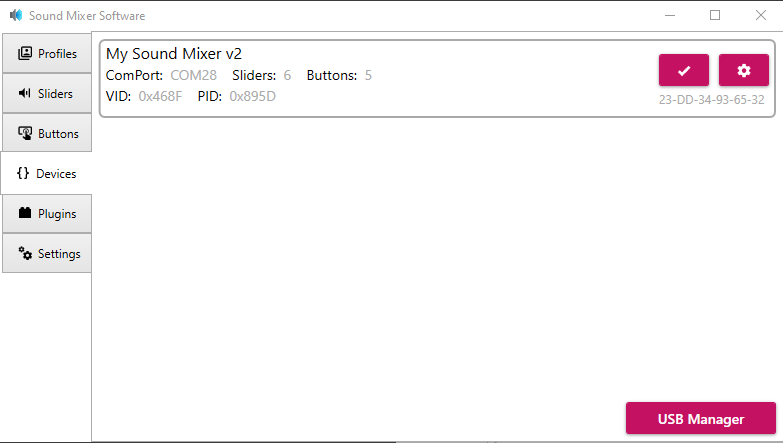 Sound Mixer Software
Profiles
Sliders
Buttons
Devices
Plugins
Settings
My Sound Mixer v2
ComPort: COM28 Sliders: 6 Buttons: 5
VID: 0x468F PID: 0x895D
23-DD-34-93-65-32
USB Manager